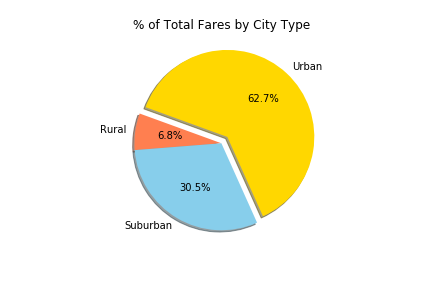 % of Total Fares by City Type
Urban
62.7%
Rural
6.8%
30.5%
Suburban